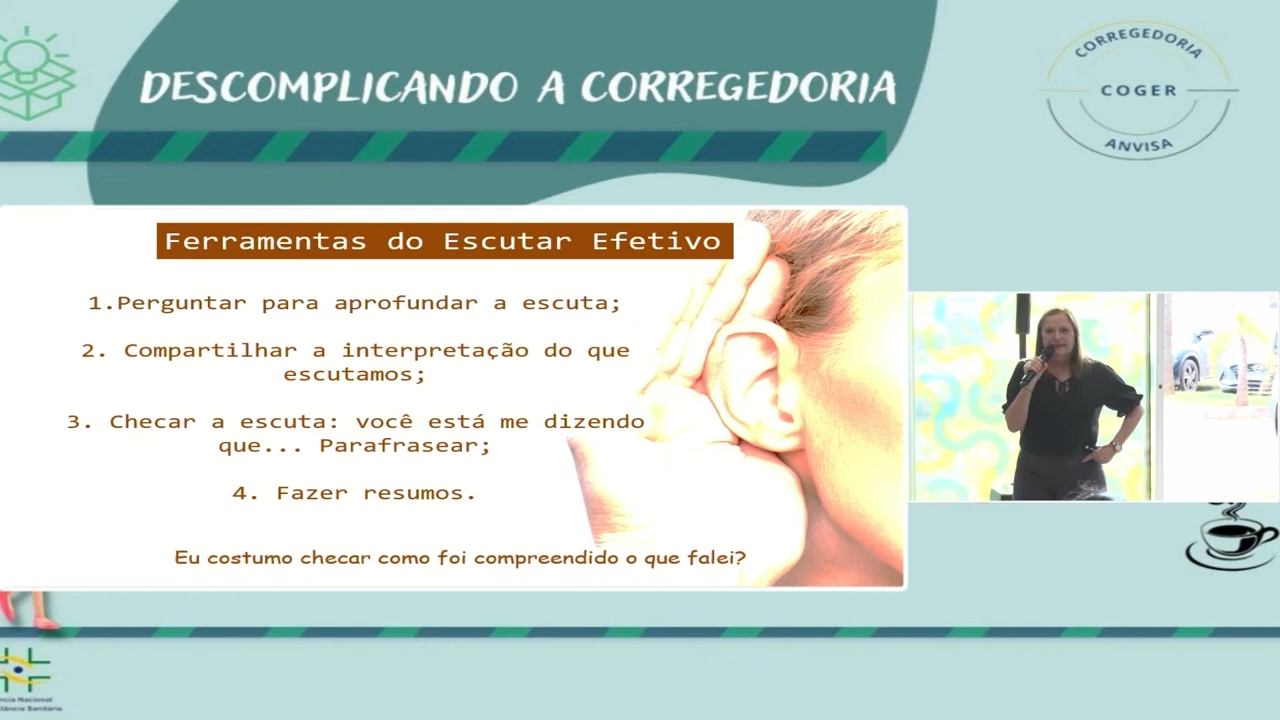 DESCOMPLICANDO A CORREGEDORIA
CORREGEDORIA
COGER
ANVISA
Ferramentas do Escutar Efetivo
1.Perguntar para aprofundar a escuta;
2. Compartilhar a interpretação do que
escutamos;
3. Checar a escuta: você está me dizendo
que... Parafrasear;
4. Fazer resumos.
Eu costumo checar como foi compreendido o que falei?
Nacional
Sanitária